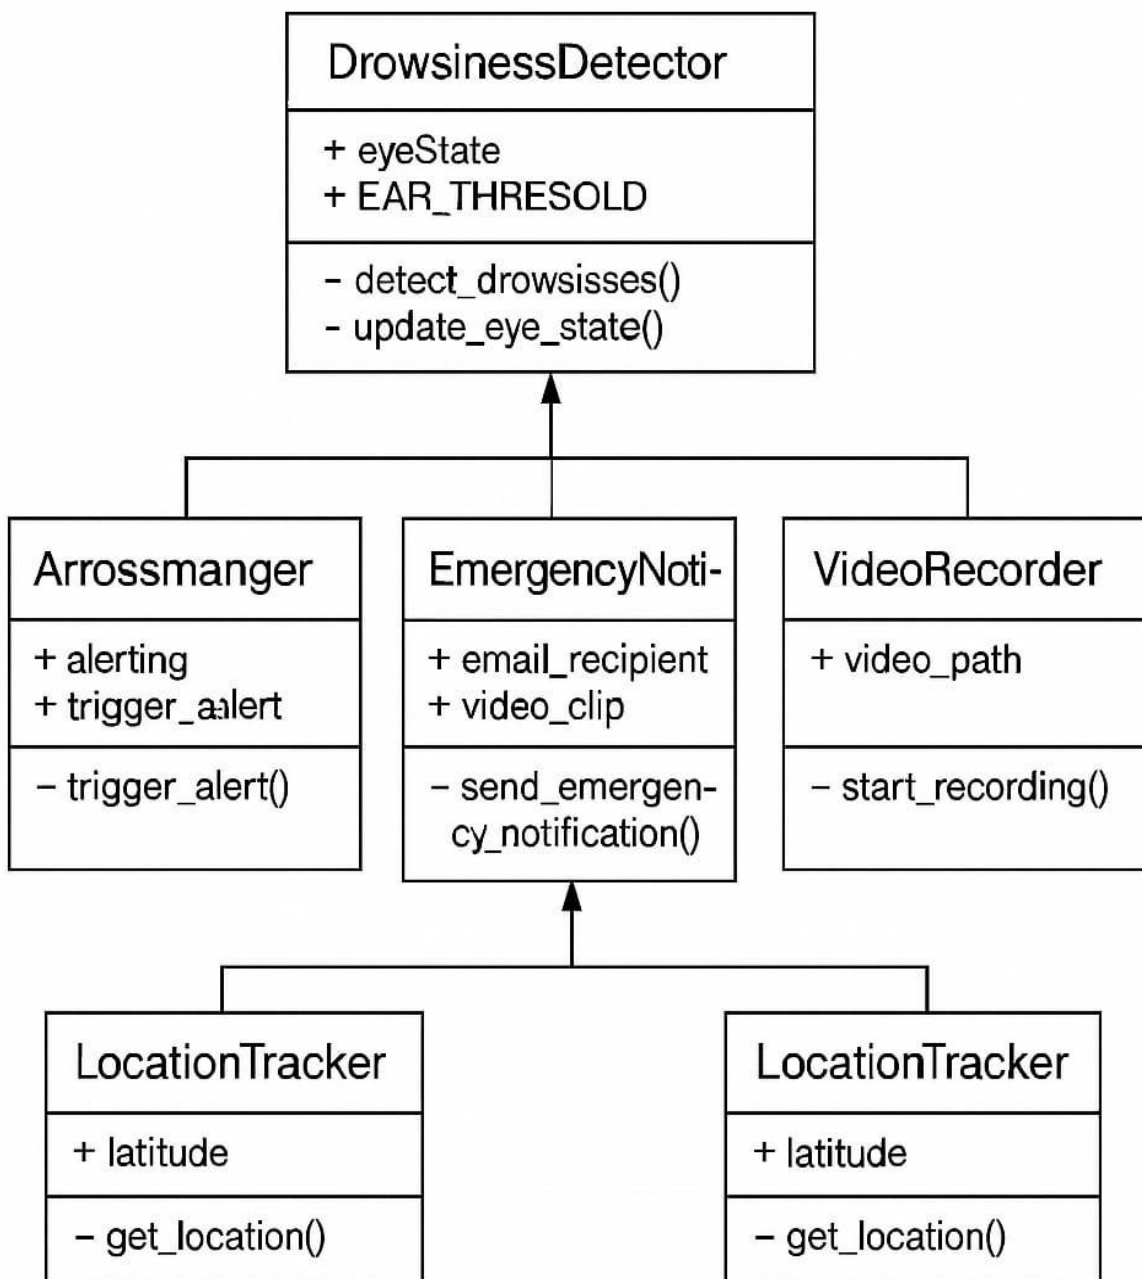 DrowsinessDetector
+ eyeState
+ EAR_THRESOLD
– detect_drowsisses()
- update_eye_state()
Arrossmanger
+ alerting
+ trigger_aalert
– trigger_alert()
EmergencyNoti-
+ email_recipient
+ video_clip
– send_emergen-
cy_notification()
VideoRecorder
+ video_path
– start_recording()
LocationTracker
+ latitude
– get_location()
LocationTracker
+ latitude
– get_location()